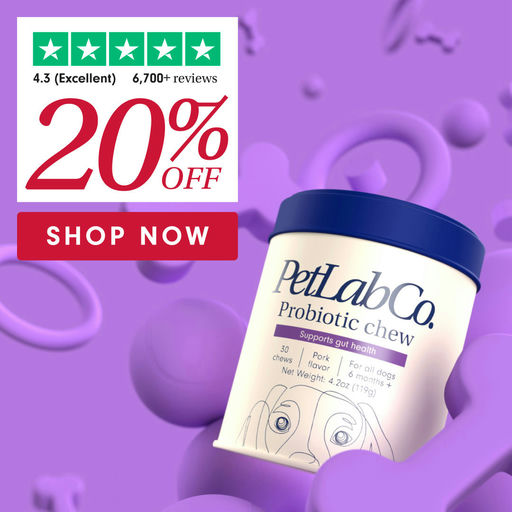 4.3 (Excellent) 6,700+ reviews
20%
OFF
SHOP NOW
PetLabCo.
Probiotic chew
Supports gut health
30 chews
Pork flavor
For all dogs 6 months +
Net Weight: 4.2oz (119g)